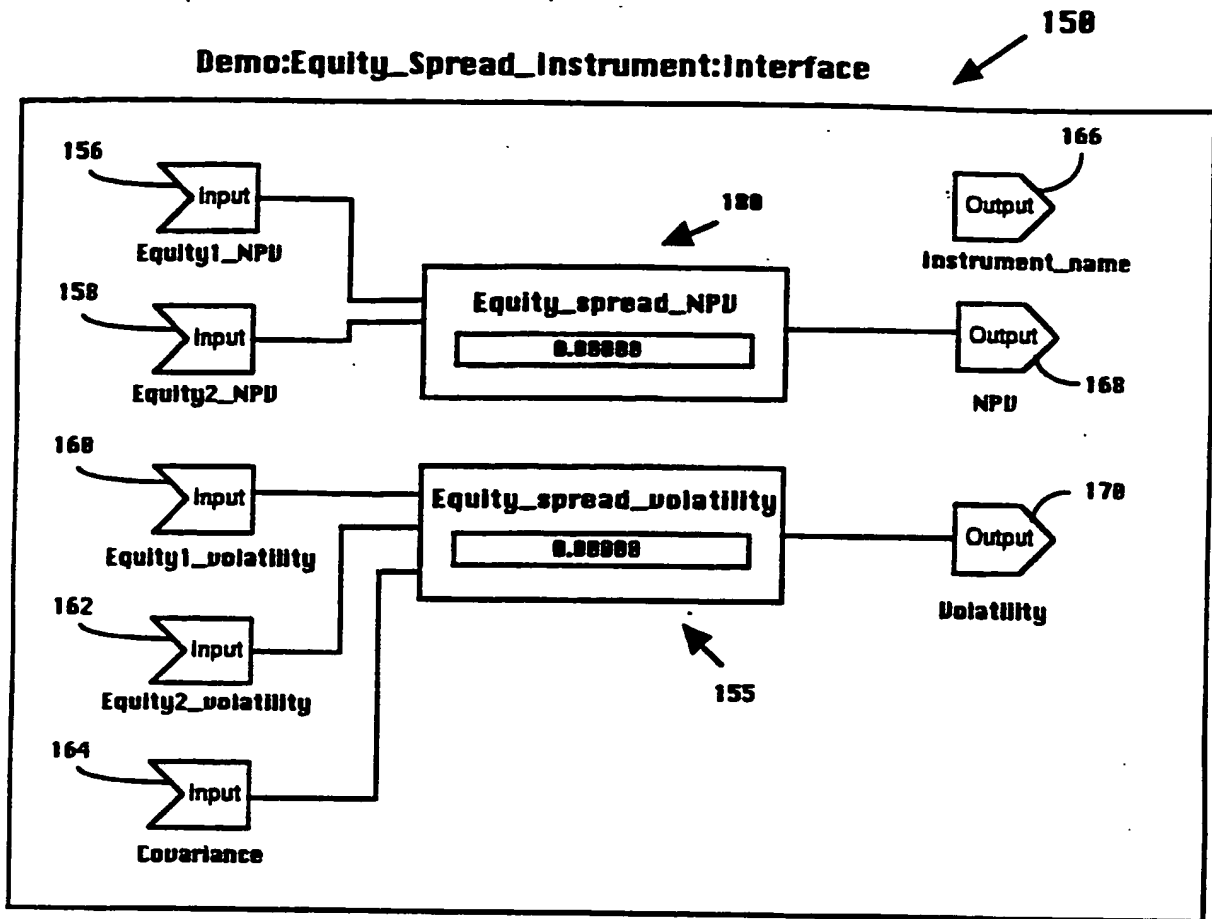 150
Demo:Equity_Spread_Instrument:Interface
156
Input
Equity1_NPV
158
Input
Equity2_NPV
180
Equity_spread_NPV
0.00000
166
Output
Instrument_name
Output
168
NPV
160
Input
Equity1_volatility
162
Input
Equity2_volatility
164
Input
Covariance
Equity_spread_volatility
0.00000
155
170
Output
Volatility